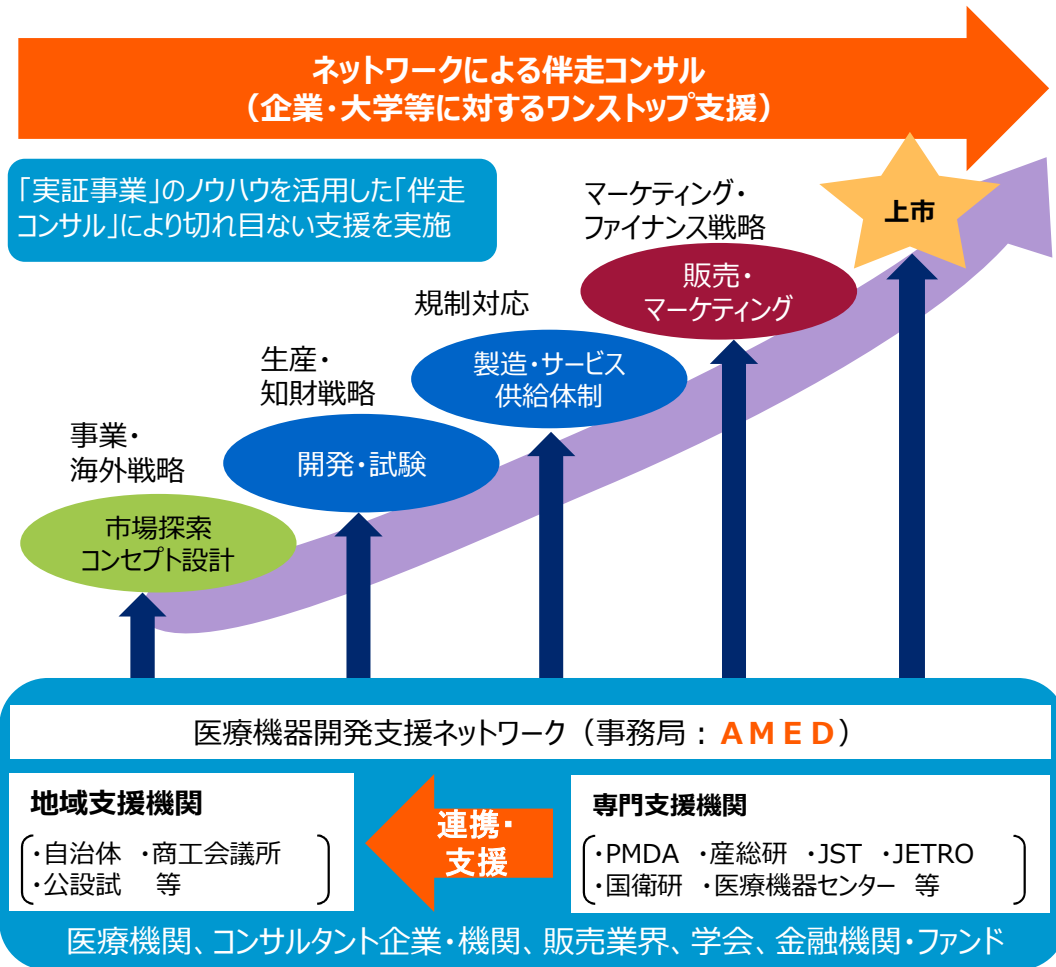 ネットワークによる伴走コンサル
（企業・大学等に対するワンストップ支援）
「実証事業」のノウハウを活用した「伴走
コンサル」により切れ目ない支援を実施
マーケティング・
ファイナンス戦略
上市
販売・
マーケティング
規制対応
製造・サービス
供給体制
生産・
知財戦略
開発・試験
事業・
海外戦略
市場探索
コンセプト設計
医療機器開発支援ネットワーク（事務局：ＡＭＥＤ）
地域支援機関
・自治体 ・商工会議所
・公設試 等
連携・
支援
専門支援機関
・PMDA ・産総研 ・JST ・JETRO
・国衛研 ・医療機器センター 等
医療機関、コンサルタント企業・機関、販売業界、学会、金融機関・ファンド